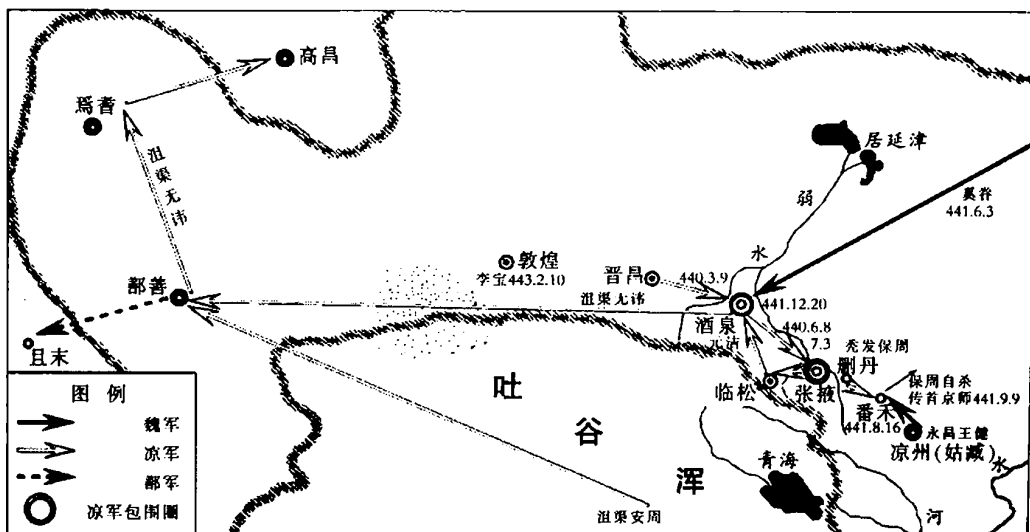 高昌
焉耆
沮渠无讳
居延津
弱
水
奚眷
441.6.3
敦煌
李宝443.2.10
晋昌
440.3.9
沮渠无讳
鄯善
酒泉
441.12.20
440.6.8
7.3
秃发保周
删丹
且末
临松
张掖
保周自杀
传首京师441.9.9
番禾
441.8.16
永昌王健
凉州(姑臧)
吐
谷
浑
青海
水
河
沮渠安周
图例
魏军
凉军
鄯军
凉军包围圈